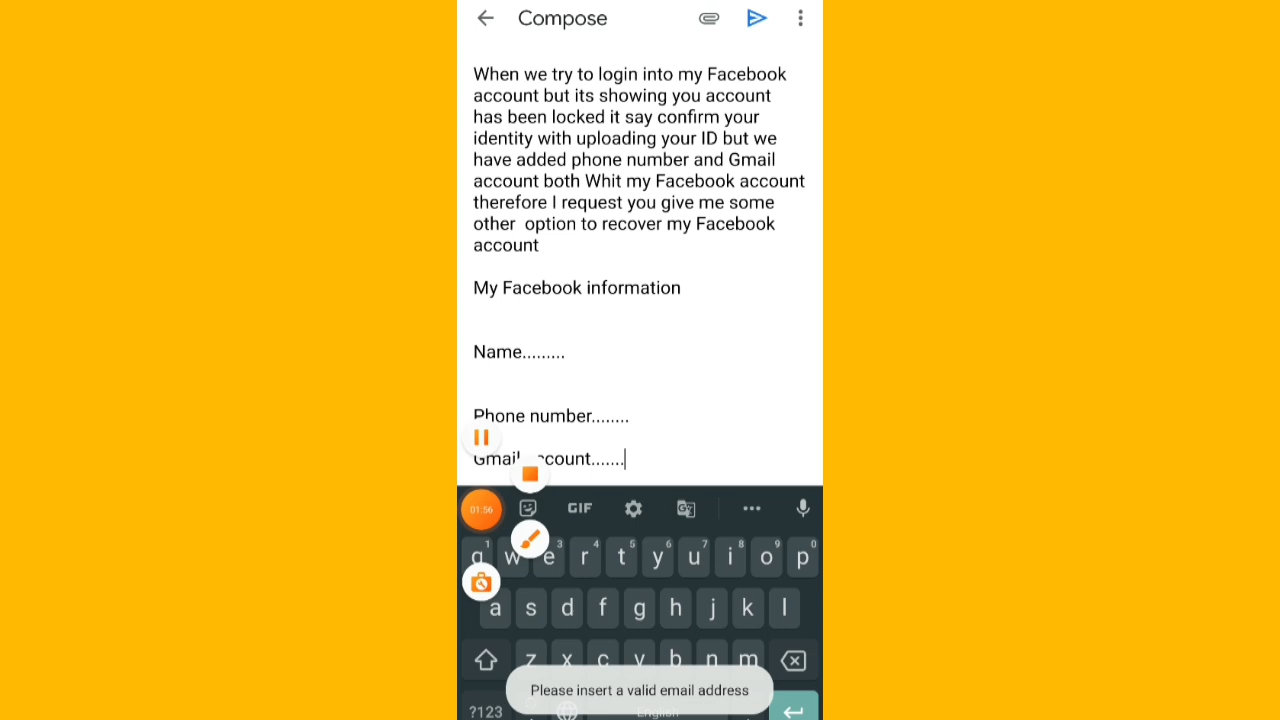 Compose
When we try to login into my Facebook
account but its showing you account
has been locked it say confirm your
identity with uploading your ID but we
have added phone number and Gmail
account both Whit my Facebook account
therefore I request you give me some
other option to recover my Facebook
account
My Facebook information
Name.........
Phone number........
Gmail account.......
01:56
GIF
1 3 4 5 6 7 8 9 0
q w e r t y u i o p
a s d f g h j k l
z x c v b n m
Please insert a valid email address
?123 English